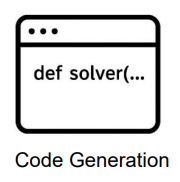 def solver(...
Code Generation